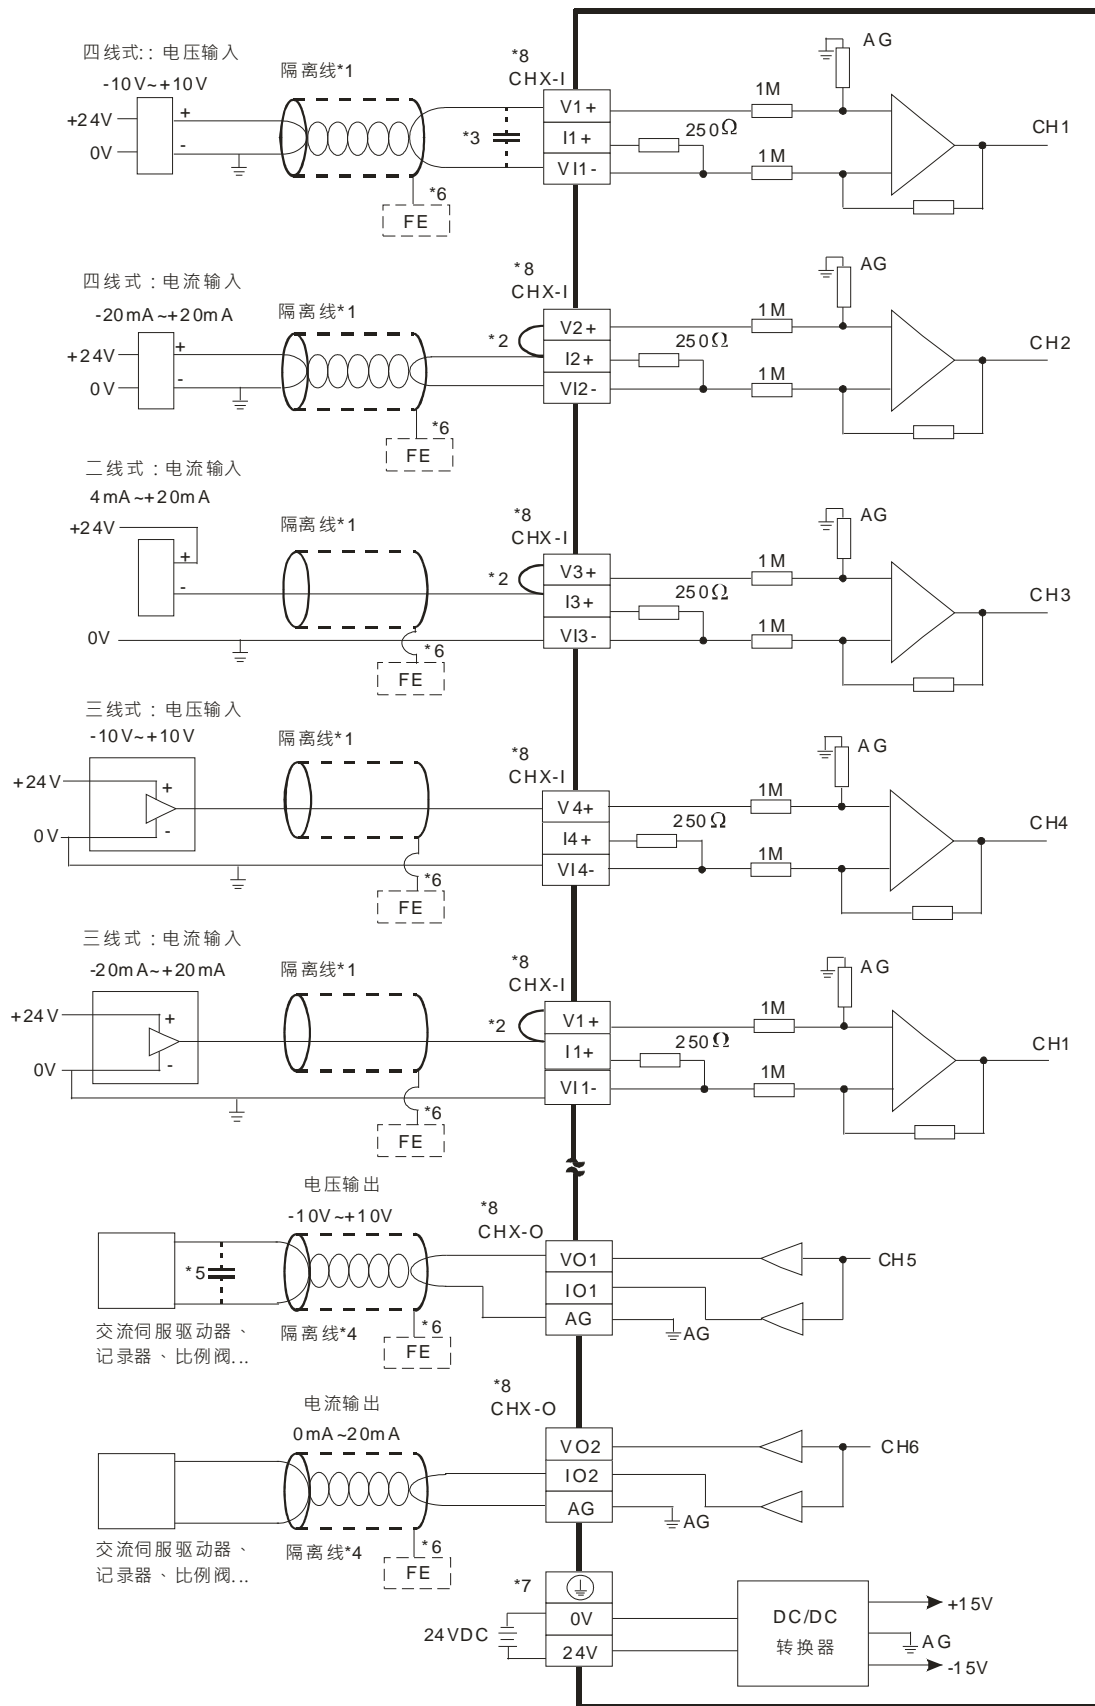 四线式:: 电压输入
-10V~+10V
+24V
0V
+
-
隔离线*1
*3
*6
FE
*8
CHX-I
V1+
I1+
VI1-
250Ω
1M
1M
AG
CH1
四线式 : 电流输入
-20mA~+20mA
+24V
0V
+
-
隔离线*1
*2
*6
FE
*8
CHX-I
V2+
I2+
VI2-
250Ω
1M
1M
AG
CH2
二线式 : 电流输入
4mA~+20mA
+24V
+
-
0V
隔离线*1
*2
*6
FE
*8
CHX-I
V3+
I3+
VI3-
250Ω
1M
1M
AG
CH3
三线式 : 电压输入
-10V~+10V
+24V
0V
+
-
隔离线*1
*6
FE
*8
CHX-I
V4+
I4+
VI4-
250Ω
1M
1M
AG
CH4
三线式 : 电流输入
-20mA~+20mA
+24V
0V
+
-
隔离线*1
*2
*6
FE
*8
CHX-I
V1+
I1+
VI1-
250Ω
1M
1M
AG
CH1
电压输出
-10V~+10V
*5
交流伺服驱动器、
记录器、比例阀...
隔离线*4
*6
FE
*8
CHX-O
VO1
IO1
AG
AG
CH5
电流输出
0mA~20mA
交流伺服驱动器、
记录器、比例阀...
隔离线*4
*6
FE
*8
CHX-O
VO2
IO2
AG
AG
CH6
*7
24VDC
0V
24V
DC/DC
转换器
+15V
AG
-15V